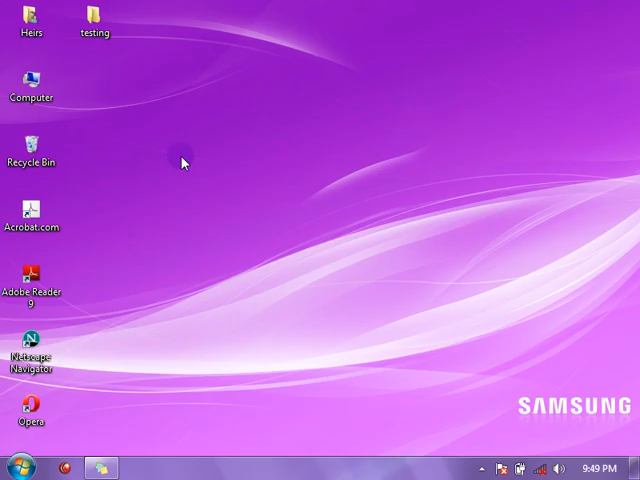 Heirs
testing
Computer
Recycle Bin
Acrobat.com
Adobe Reader
9
Netscape
Navigator
Opera
SAMSUNG
9:49 PM